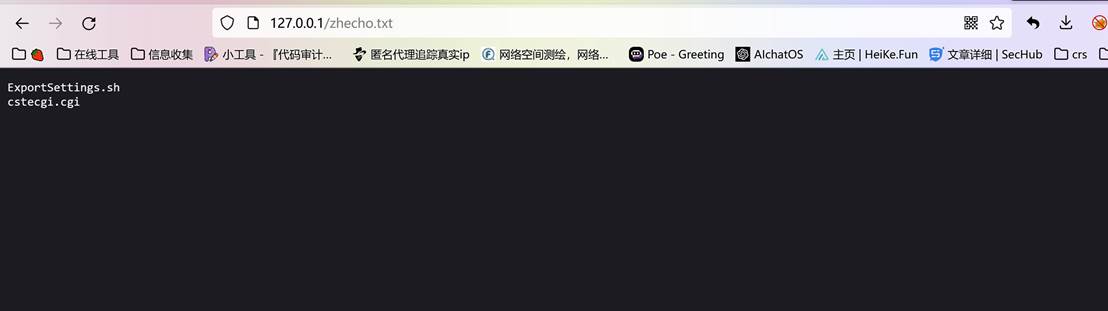 127.0.0.1/zhecho.txt
在线工具 信息收集 小工具 - 『代码审计... 匿名代理追踪真实ip 网络空间测绘，网络... Poe - Greeting AIchatOS 主页 | HeiKe.Fun 文章详细 | SecHub crs
ExportSettings.sh
cstecgi.cgi